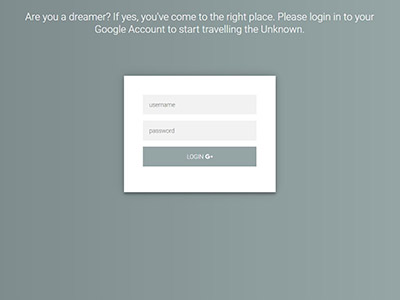 Are you a dreamer? If yes, you've come to the right place. Please login in to your
Google Account to start travelling the Unknown.
username
password
LOGIN G+